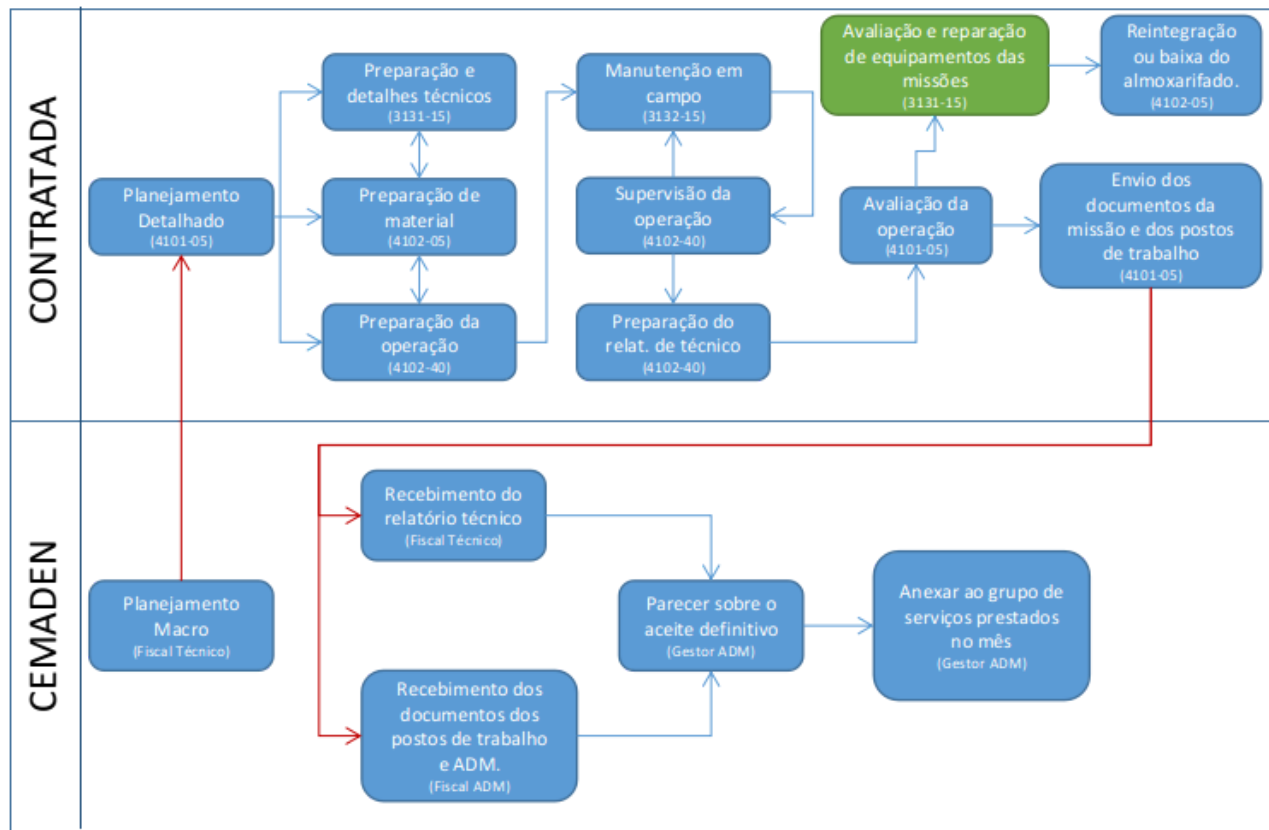 CONTRATADA
Planejamento
Detalhado
(4101-05)
Preparação e
detalhes técnicos
(3131-15)
Preparação de
material
(4102-05)
Preparação da
operação
(4102-40)
Manutenção em
campo
(3132-15)
Supervisão da
operação
(4102-40)
Preparação do
relat. de técnico
(4102-40)
Avaliação e reparação
de equipamentos das
missões
(3131-15)
Avaliação da
operação
(4101-05)
Reintegração
ou baixa do
almoxarifado.
(4102-05)
Envio dos
documentos da
missão e dos postos
de trabalho
(4101-05)
CEMADEN
Planejamento
Macro
(Fiscal Técnico)
Recebimento do
relatório técnico
(Fiscal Técnico)
Recebimento dos
documentos dos
postos de trabalho
e ADM.
(Fiscal ADM)
Parecer sobre o
aceite definitivo
(Gestor ADM)
Anexar ao grupo de
serviços prestados
no mês
(Gestor ADM)